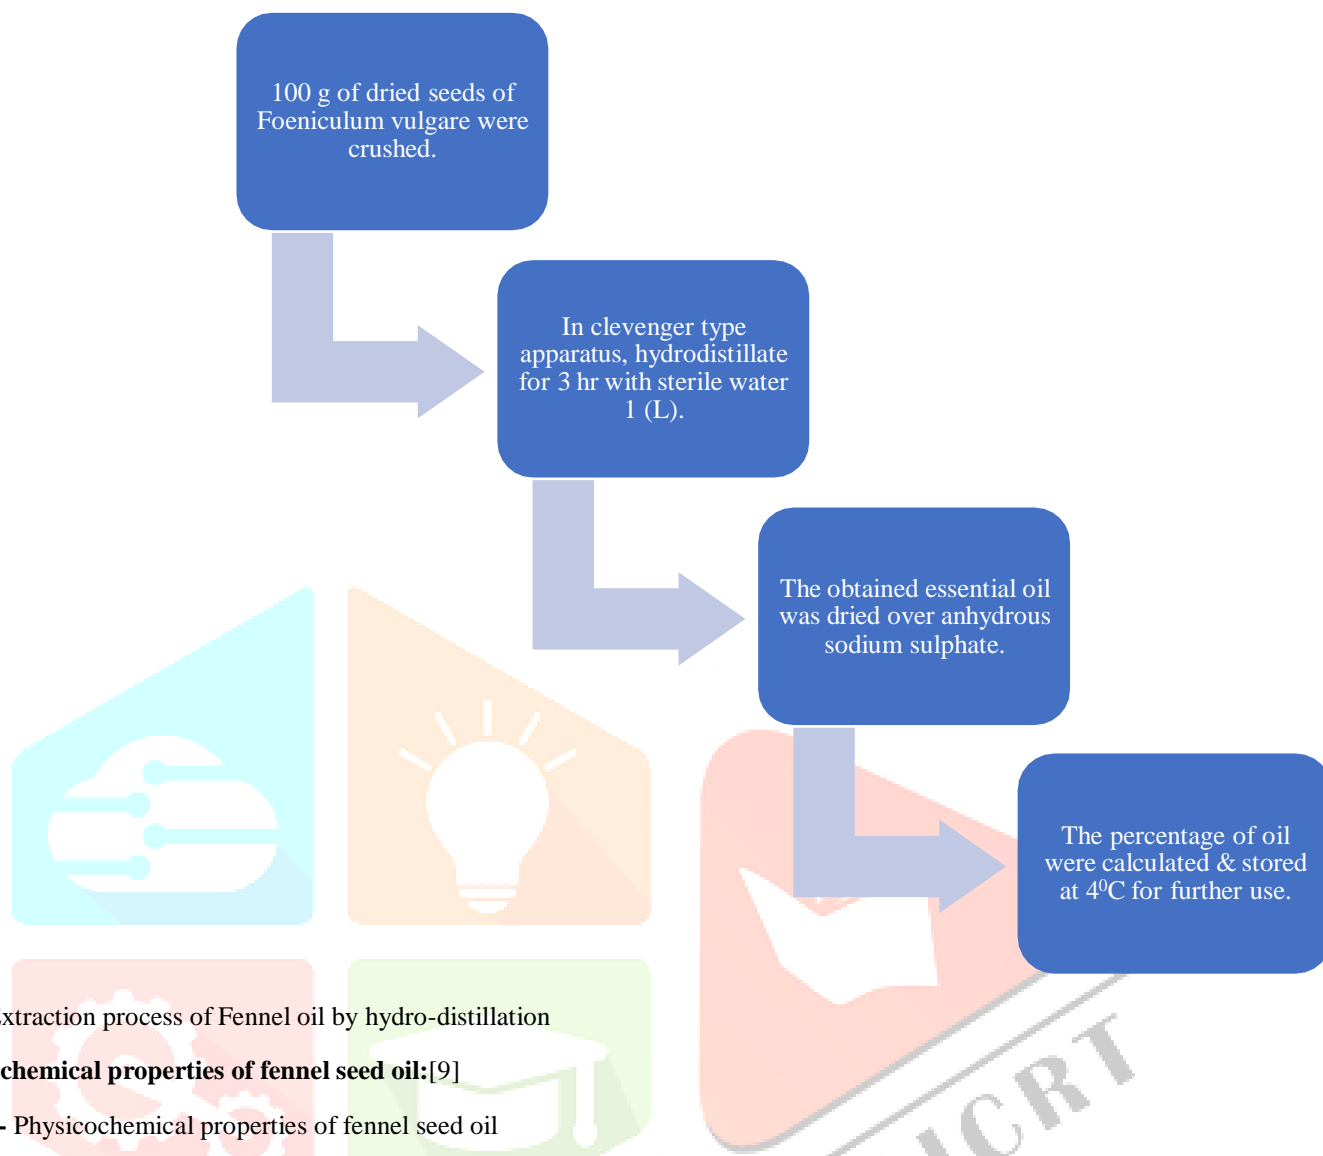 100 g of dried seeds of
Foeniculum vulgare were
crushed.
In clevenger type
apparatus, hydrodistillate
for 3 hr with sterile water
1 (L).
The obtained essential oil
was dried over anhydrous
sodium sulphate.
The percentage of oil
were calculated & stored
at 4⁰C for further use.
xtraction process of Fennel oil by hydro-distillation
chemical properties of fennel seed oil:[9]
- Physicochemical properties of fennel seed oil
CRT